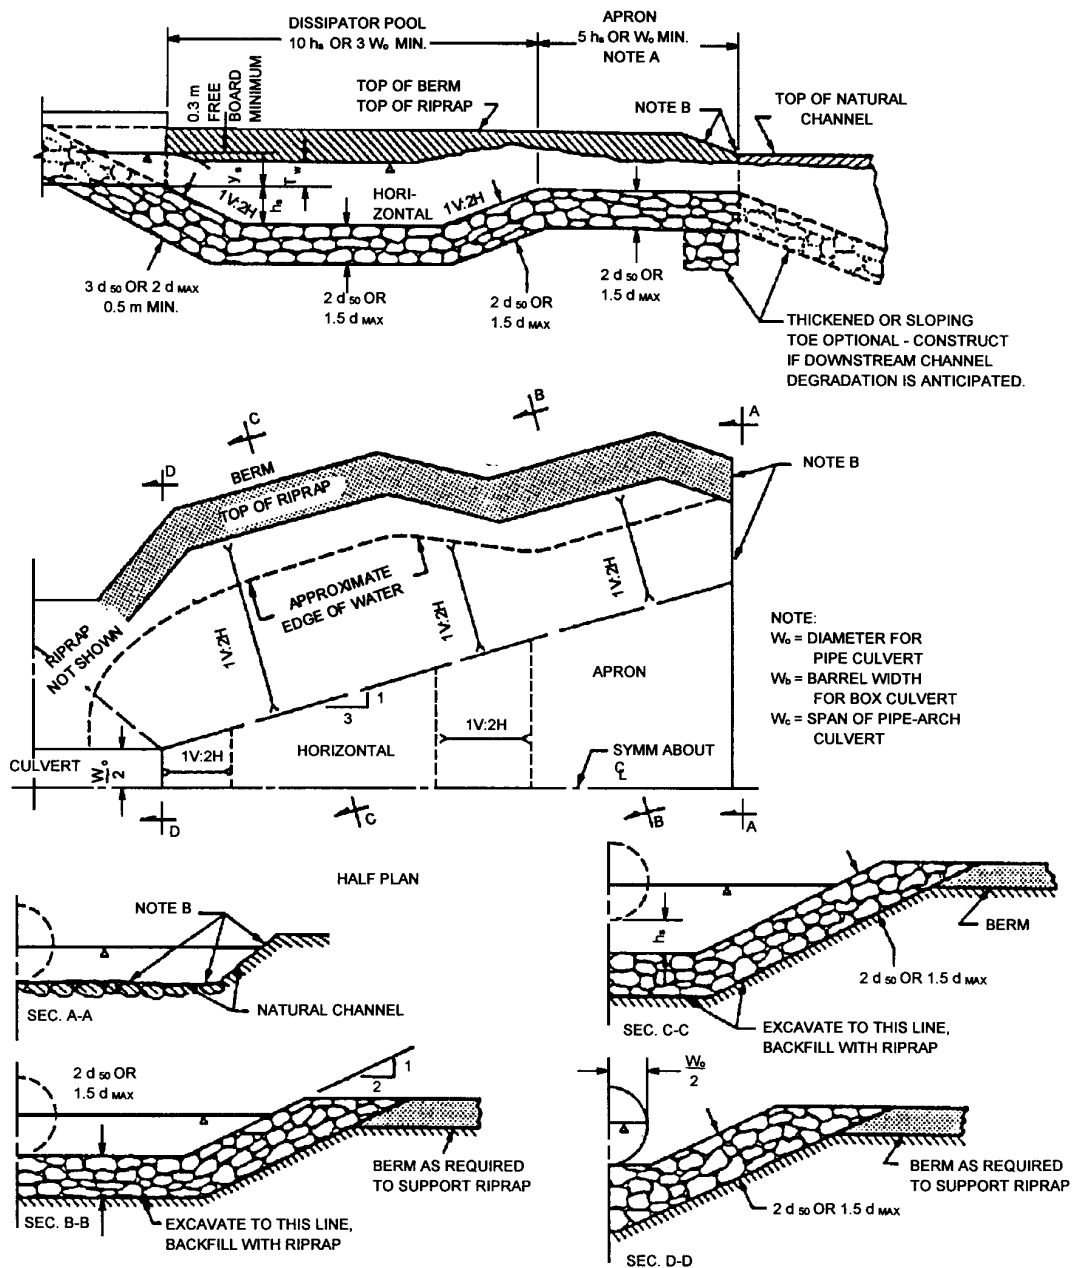 DISSIPATOR POOL
10 hs OR 3 Wo MIN.
APRON
5 hs OR Wo MIN.
NOTE A
0.3 m
FREE
BOARD
MINIMUM
TOP OF BERM
TOP OF RIPRAP
NOTE B
TOP OF NATURAL
CHANNEL
ys
Tw
hs
1V:2H
HORI-
ZONTAL
1V:2H
3 d50 OR 2 dMAX
0.5 m MIN.
2 d50 OR
1.5 dMAX
2 d50 OR
1.5 dMAX
2 d50 OR
1.5 dMAX
THICKENED OR SLOPING
TOE OPTIONAL - CONSTRUCT
IF DOWNSTREAM CHANNEL
DEGRADATION IS ANTICIPATED.
D
C
B
A
BERM
TOP OF RIPRAP
NOTE B
APPROXIMATE
EDGE OF WATER
1V:2H
1V:2H
1V:2H
RIPRAP
NOT SHOWN
3
1
APRON
1V:2H
HORIZONTAL
1V:2H
SYMM ABOUT
CL
CULVERT
Wo
2
D
C
B
A
NOTE:
Wo = DIAMETER FOR
PIPE CULVERT
Wb = BARREL WIDTH
FOR BOX CULVERT
Wc = SPAN OF PIPE-ARCH
CULVERT
HALF PLAN
NOTE B
NATURAL CHANNEL
SEC. A-A
hs
BERM
2 d50 OR 1.5 dMAX
SEC. C-C
EXCAVATE TO THIS LINE,
BACKFILL WITH RIPRAP
2 d50 OR
1.5 dMAX
1
2
BERM AS REQUIRED
TO SUPPORT RIPRAP
SEC. B-B
EXCAVATE TO THIS LINE,
BACKFILL WITH RIPRAP
Wo
2
BERM AS REQUIRED
TO SUPPORT RIPRAP
2 d50 OR 1.5 dMAX
SEC. D-D